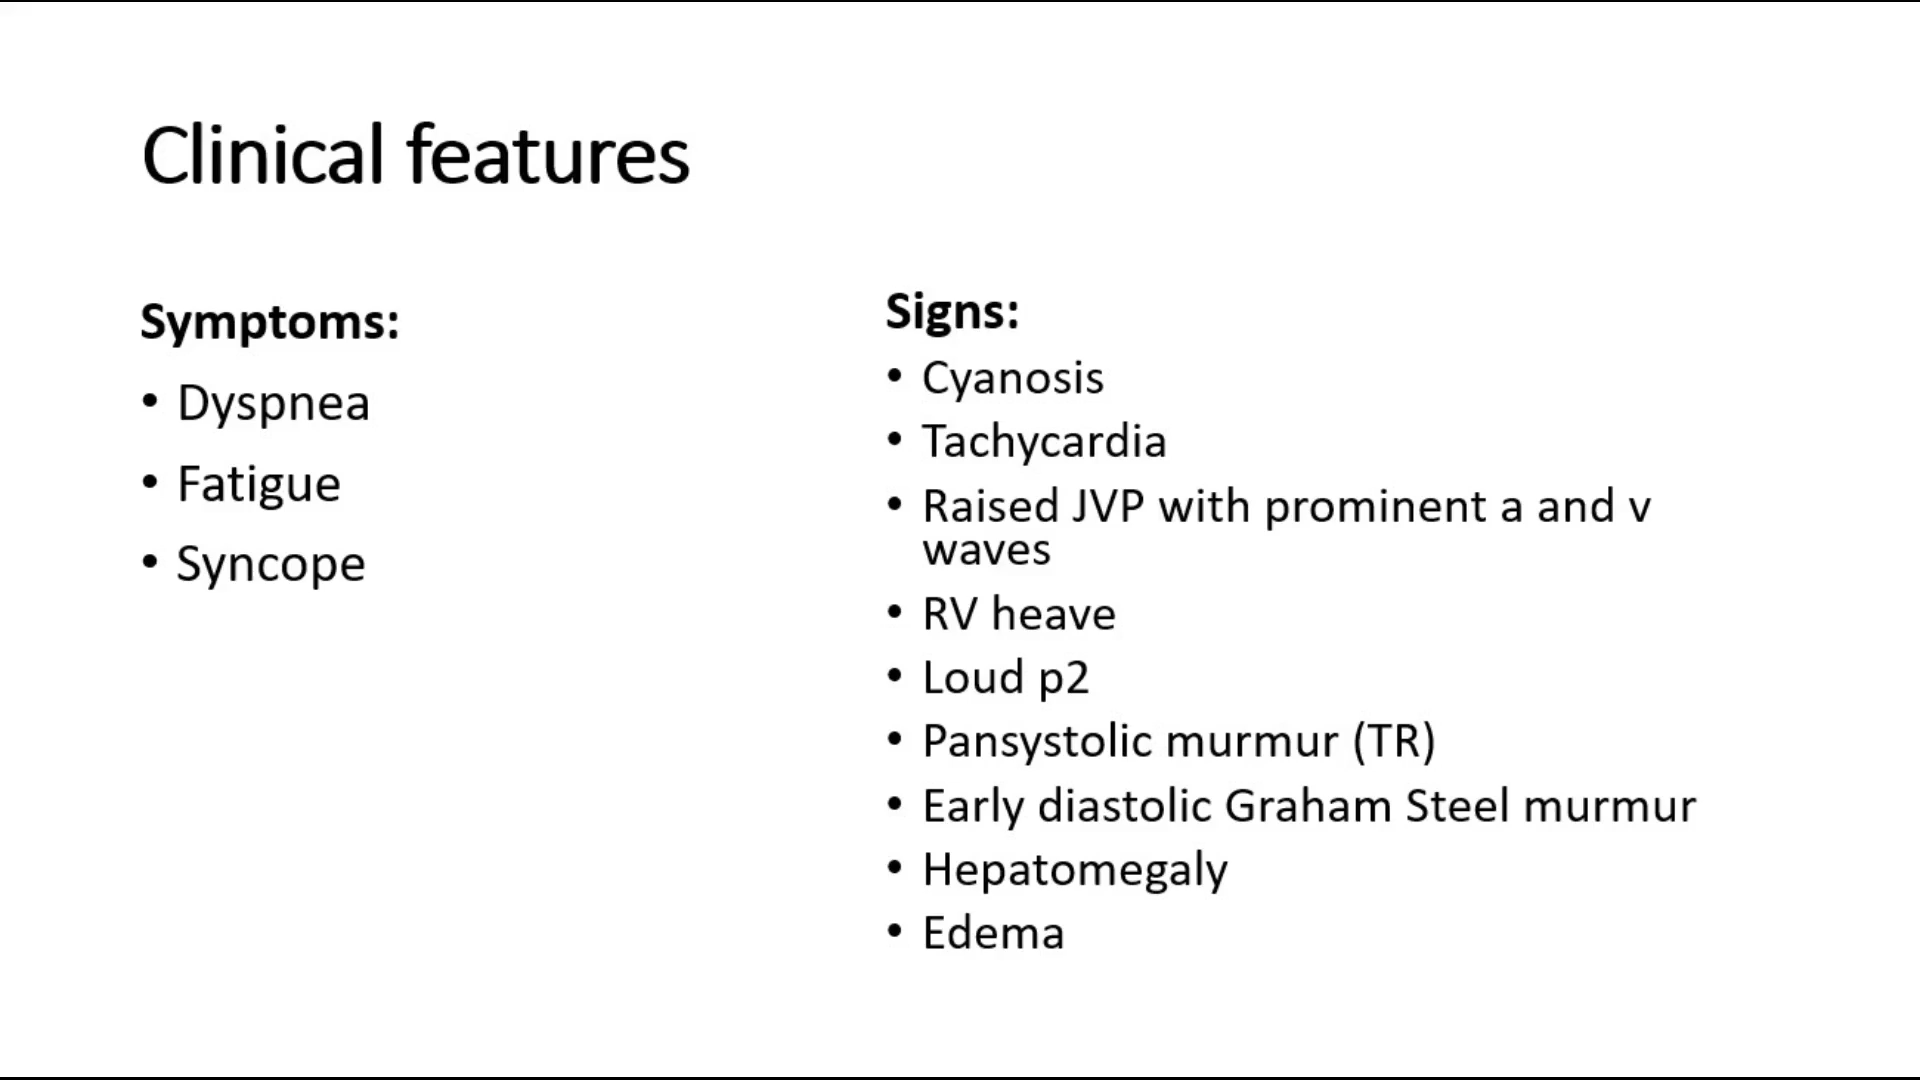 Clinical features
Symptoms:
• Dyspnea
• Fatigue
• Syncope
Signs:
• Cyanosis
• Tachycardia
• Raised JVP with prominent a and v
waves
• RV heave
• Loud p2
• Pansystolic murmur (TR)
• Early diastolic Graham Steel murmur
• Hepatomegaly
• Edema